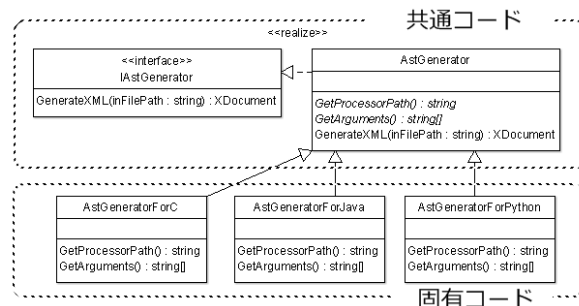 共通コード
<<realize>>
<<interface>>
IAstGenerator
GenerateXML(inFilePath : string) : XDocument
AstGenerator
GetProcessorPath() : string
GetArguments() : string[]
GenerateXML(inFilePath : string) : XDocument
AstGeneratorForC
GetProcessorPath() : string
GetArguments() : string[]
AstGeneratorForJava
GetProcessorPath() : string
GetArguments() : string[]
AstGeneratorForPython
GetProcessorPath() : string
GetArguments() : string[]
固有コード